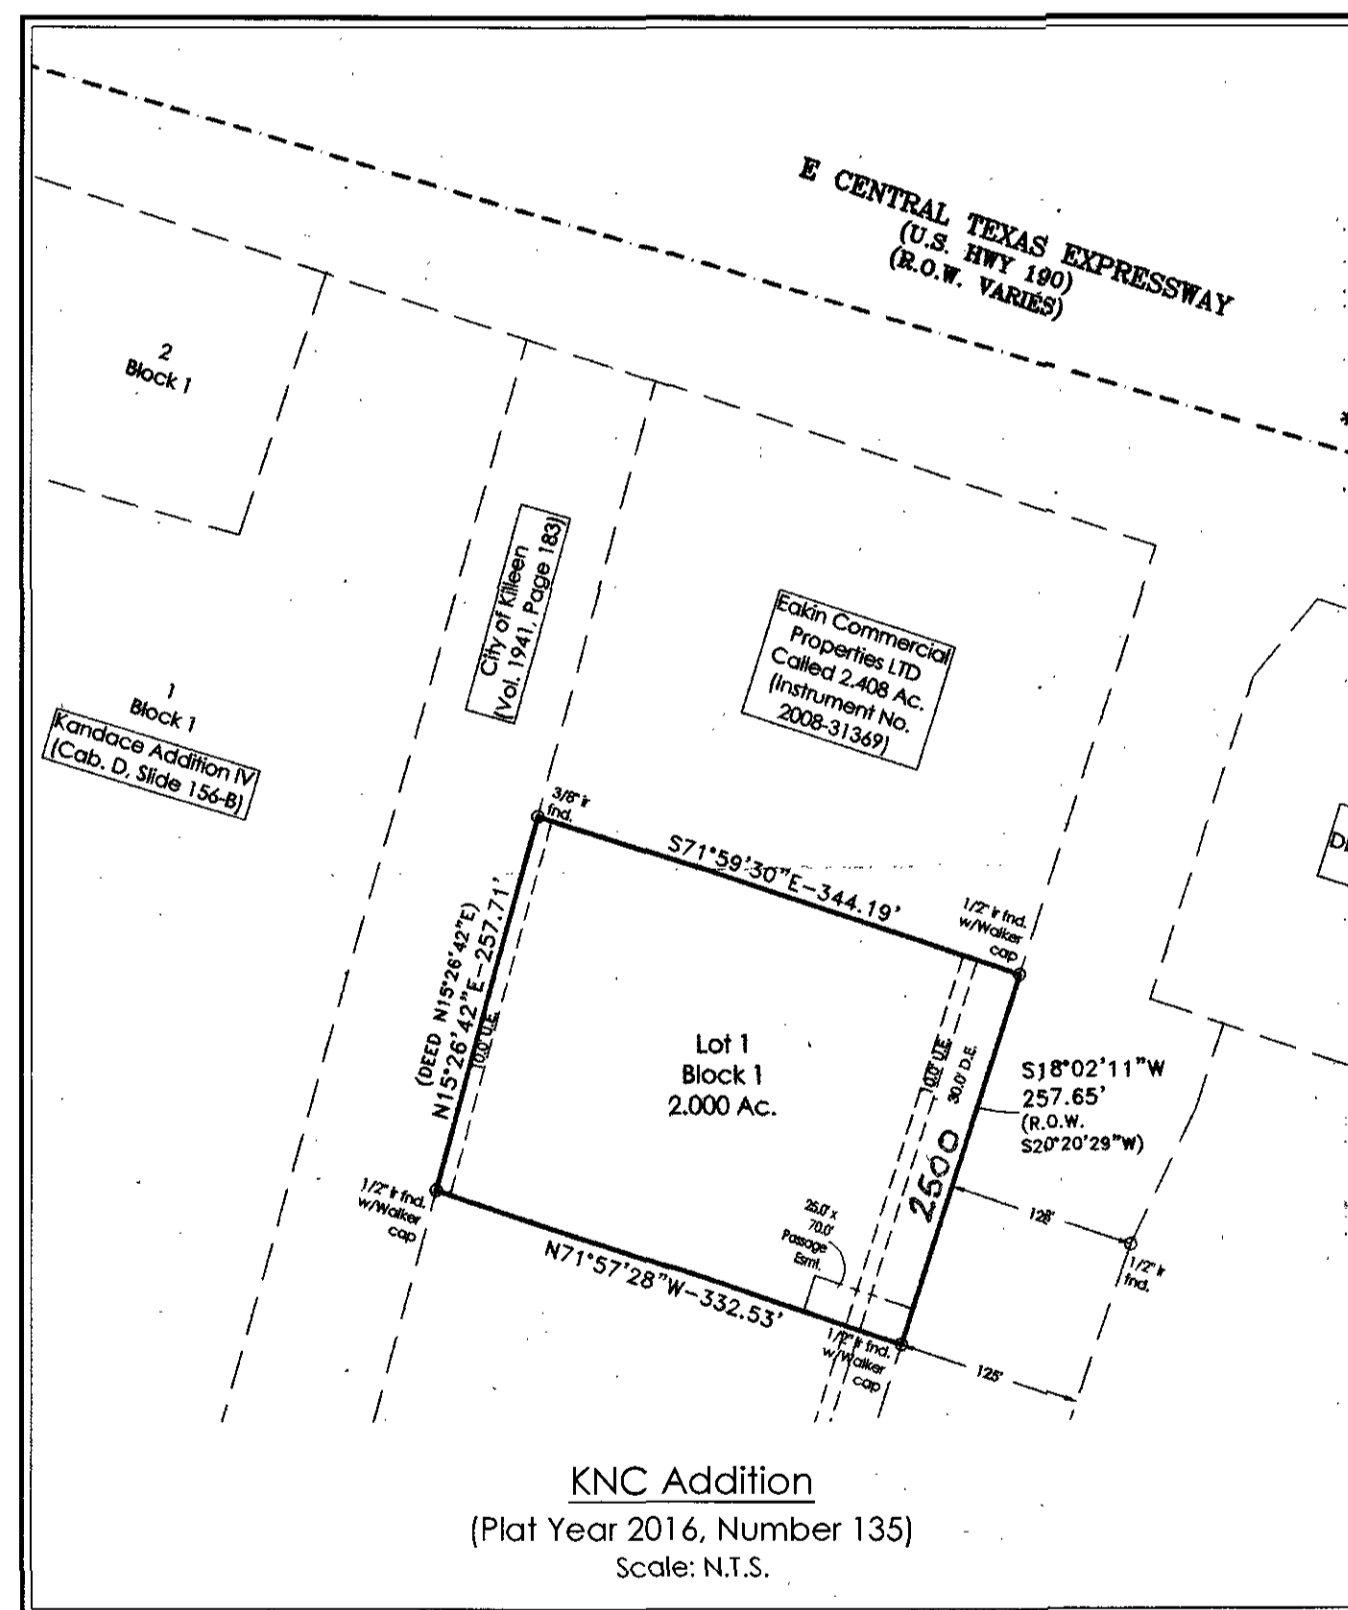 E CENTRAL TEXAS EXPRESSWAY
(U.S. HWY 190)
(R.O.W. VARIES)
2
Block 1
City of Killeen
(Vol. 1941, Page 183)
Eakin Commercial
Properties LTD
Called 2.408 Ac.
(Instrument No.
2008-31369)
1
Block 1
Kandace Addition IV
(Cab. D, Slide 156-B)
3/8" ir
fnd.
S71°59'30"E-344.19'
1/2" ir fnd.
w/Walker
cap
(DEED N15°26'42"E)
N15°26'42"E-257.71'
10.0' U.E.
Lot 1
Block 1
2.000 Ac.
10.0' U.E.
30.0' D.E.
2500
S18°02'11"W
257.65'
(R.O.W.
S20°20'29"W)
1/2" ir fnd.
w/Walker
cap
25.0' x
70.0'
Passage
Esmt.
128'
1/2" ir
fnd.
N71°57'28"W-332.53'
1/2" ir fnd.
w/Walker
cap
125'
KNC Addition
(Plat Year 2016, Number 135)
Scale: N.T.S.